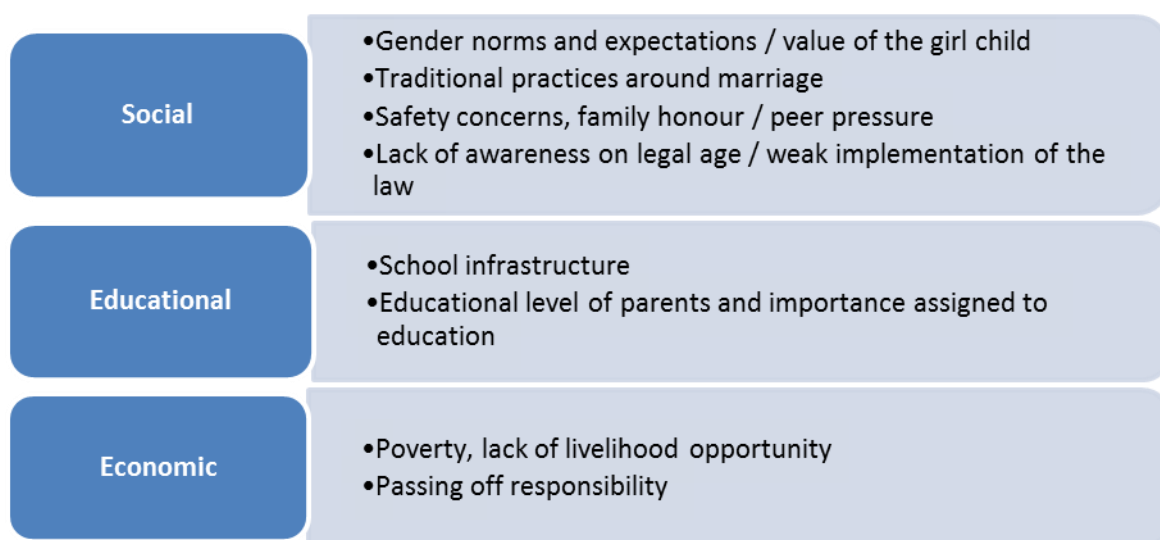 Social
•Gender norms and expectations / value of the girl child
•Traditional practices around marriage
•Safety concerns, family honour / peer pressure
•Lack of awareness on legal age / weak implementation of the
law
Educational
•School infrastructure
•Educational level of parents and importance assigned to
education
Economic
•Poverty, lack of livelihood opportunity
•Passing off responsibility